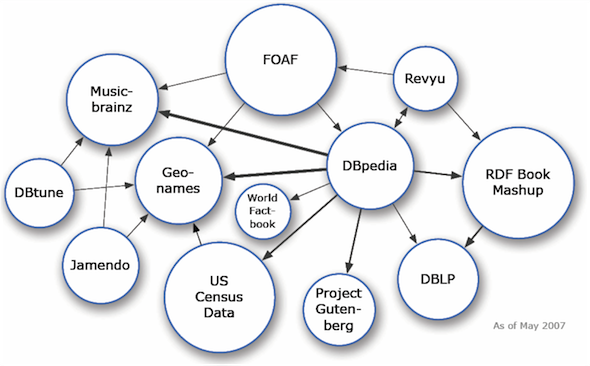 FOAF
Revyu
Music-
brainz
DBpedia
RDF Book
Mashup
Geo-
names
DBtune
World
Fact-
book
Jamendo
US
Census
Data
Project
Guten-
berg
DBLP
As of May 2007